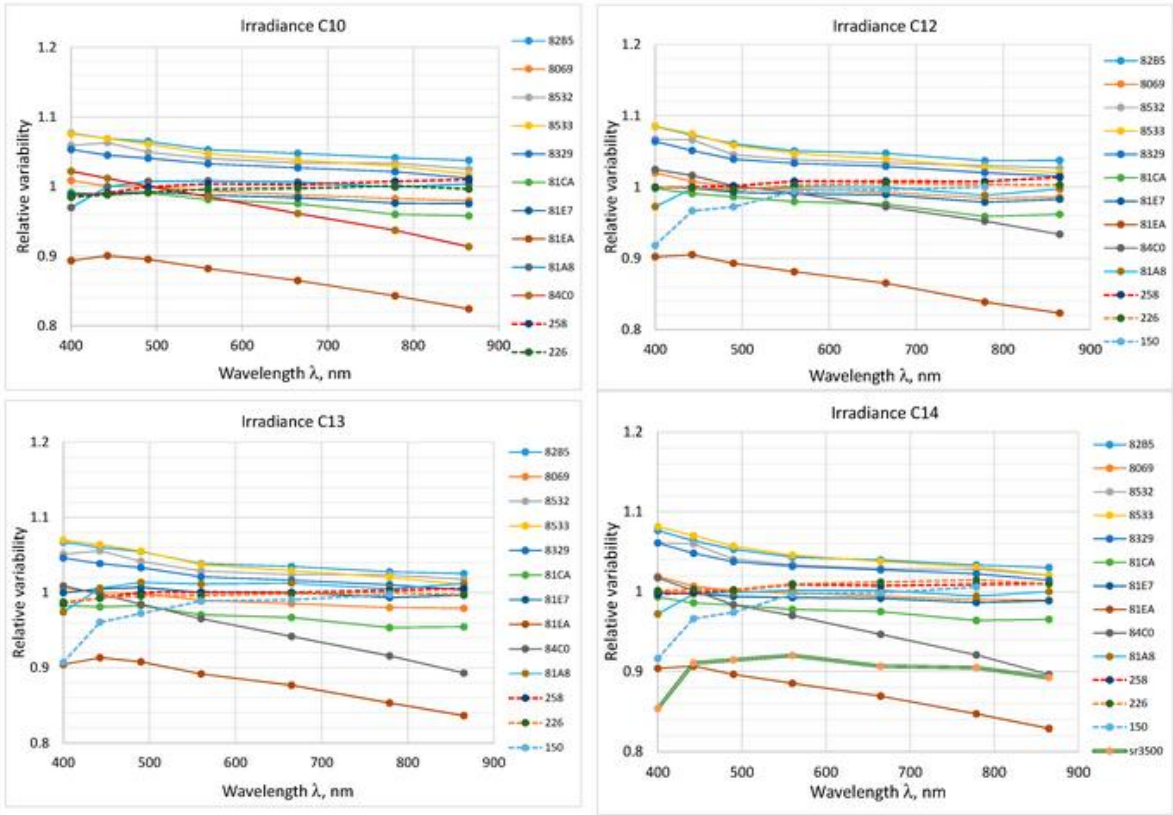 Irradiance C10
1.2
1.1
1
0.9
0.8
Relative variability
400 500 600 700 800 900
Wavelength λ, nm
82B5
8069
8532
8533
8329
81CA
81E7
81EA
81A8
84C0
258
226
Irradiance C12
1.2
1.1
1
0.9
0.8
Relative variability
400 500 600 700 800 900
Wavelength λ, nm
82B5
8069
8532
8533
8329
81CA
81E7
81EA
84C0
81A8
258
226
150
Irradiance C13
1.2
1.1
1
0.9
0.8
Relative variability
400 500 600 700 800 900
Wavelength λ, nm
82B5
8069
8532
8533
8329
81CA
81E7
81EA
84C0
81A8
258
226
150
Irradiance C14
1.2
1.1
1
0.9
0.8
Relative variability
400 500 600 700 800 900
Wavelength λ, nm
82B5
8069
8532
8533
8329
81CA
81E7
81EA
84C0
81A8
258
226
150
sr3500